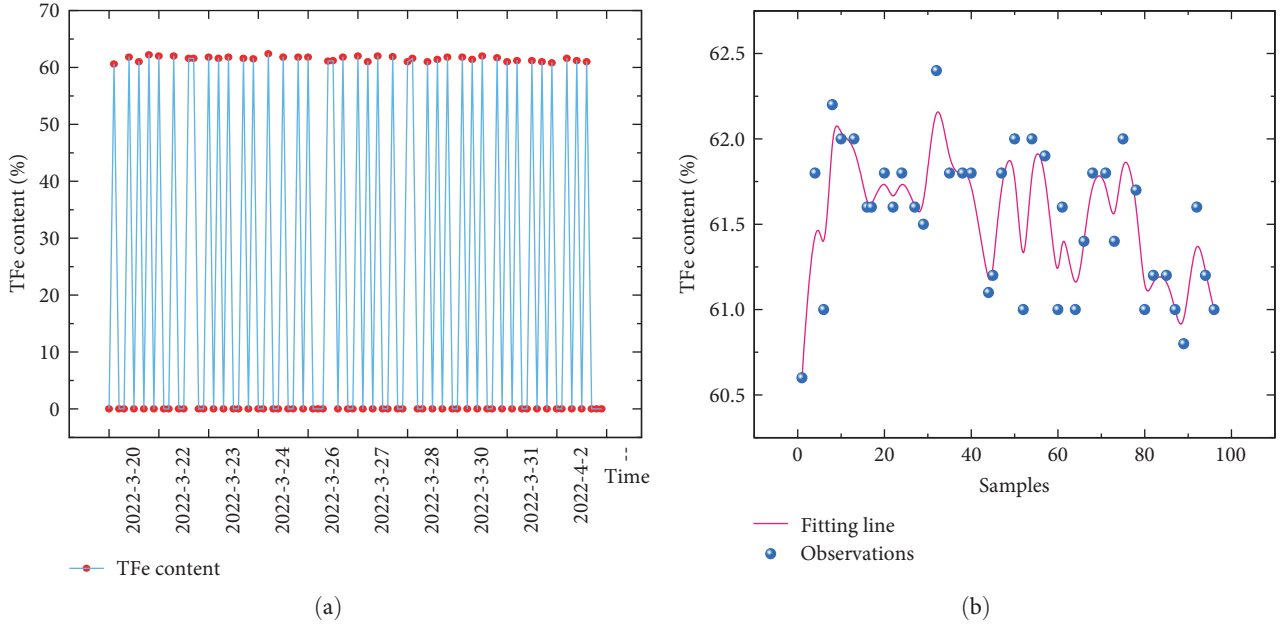 TFe content (%)
70
60
50
40
30
20
10
0
2022-3-20
2022-3-22
2022-3-23
2022-3-24
2022-3-26
2022-3-27
2022-3-28
2022-3-30
2022-3-31
2022-4-2
--
Time
TFe content
(a)
TFe content (%)
62.5
62.0
61.5
61.0
60.5
0 20 40 60 80 100
Samples
Fitting line
Observations
(b)